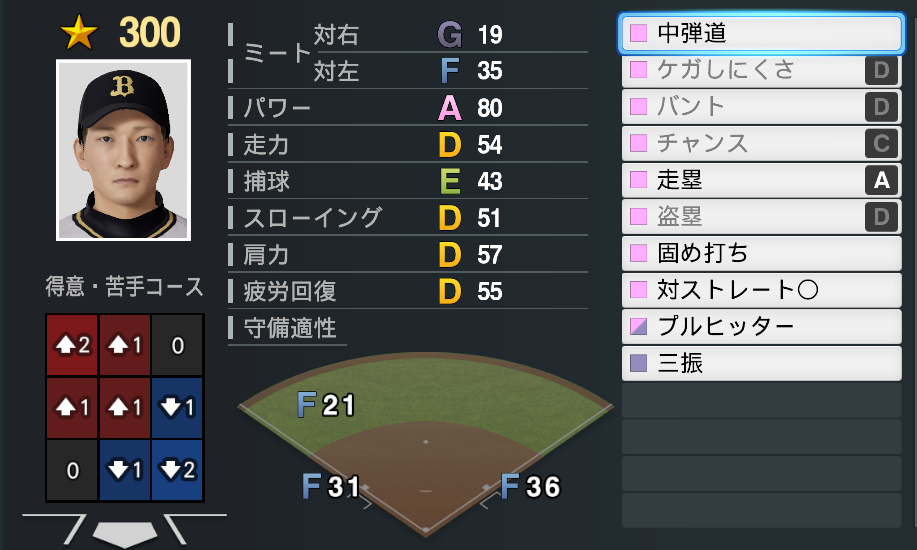 300
B
ミート 対右 G 19
対左 F 35
パワー A 80
走力 D 54
捕球 E 43
スローイング D 51
肩力 D 57
疲労回復 D 55
守備適性
得意・苦手コース
2 1 0
1 1 1
0 1 2
F 21
F 31
F 36
中弾道
ケガしにくさ D
バント D
チャンス C
走塁 A
盗塁 D
固め打ち
対ストレート〇
プルヒッター
三振